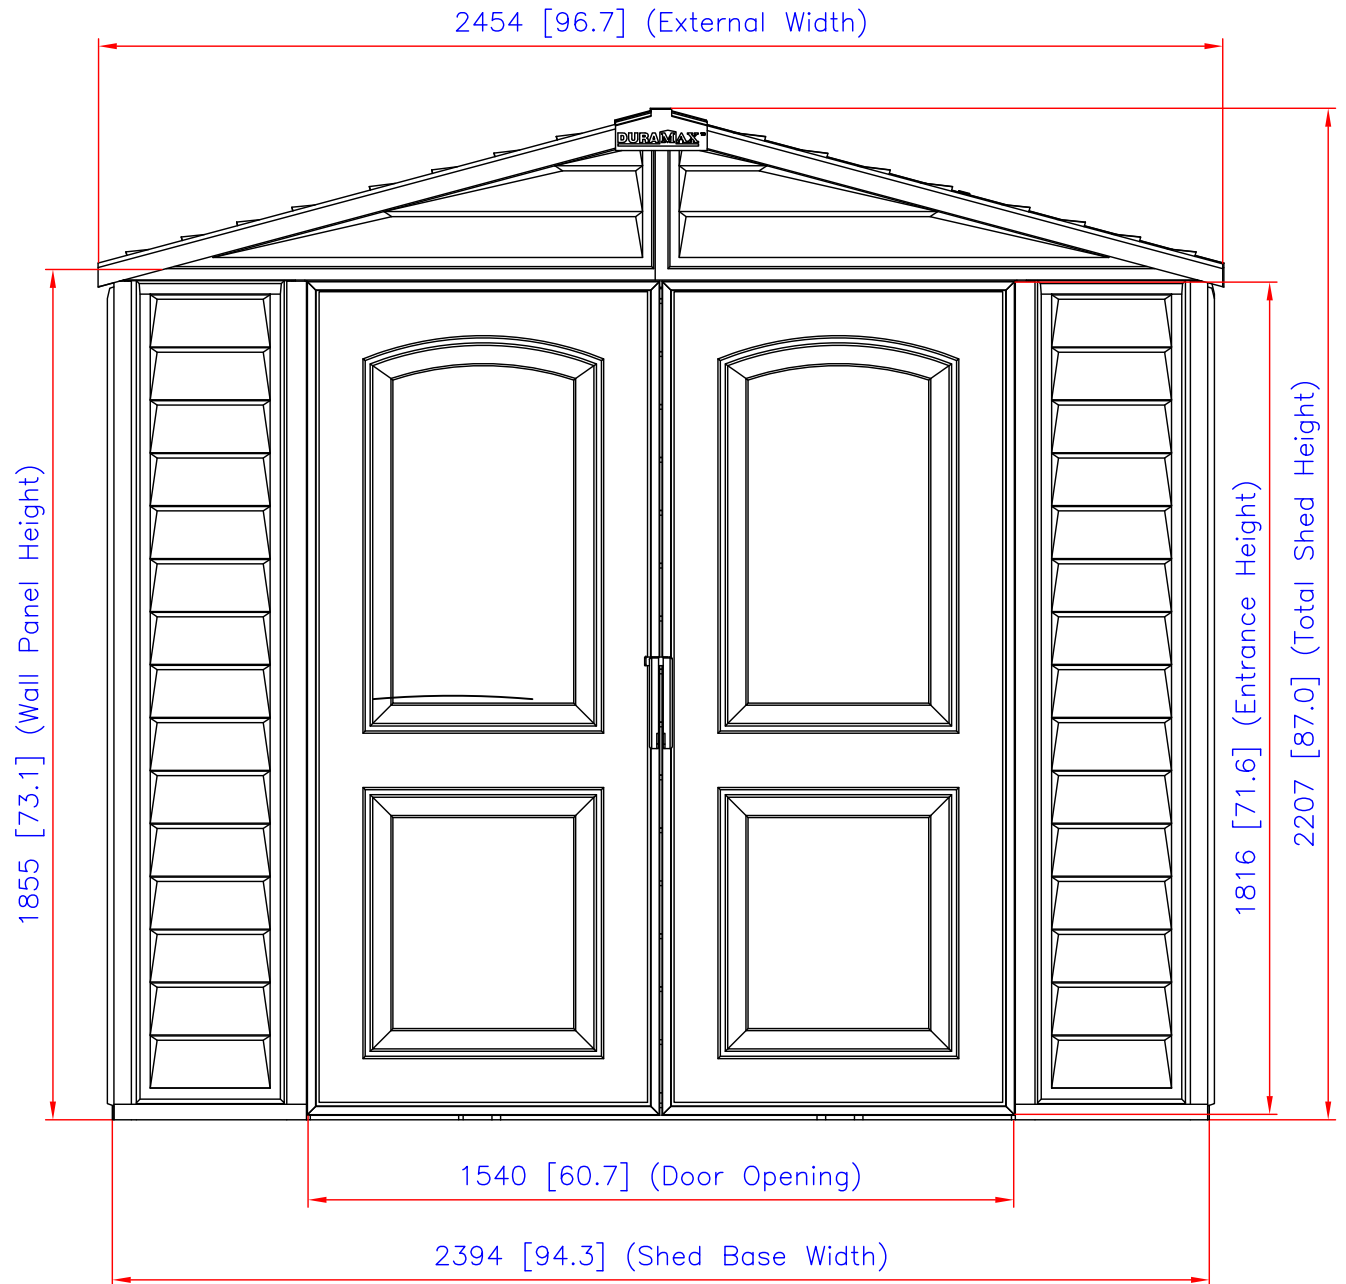 2454 [96.7] (External Width)
DURAMAX™
1855 [73.1] (Wall Panel Height)
1816 [71.6] (Entrance Height)
2207 [87.0] (Total Shed Height)
1540 [60.7] (Door Opening)
2394 [94.3] (Shed Base Width)